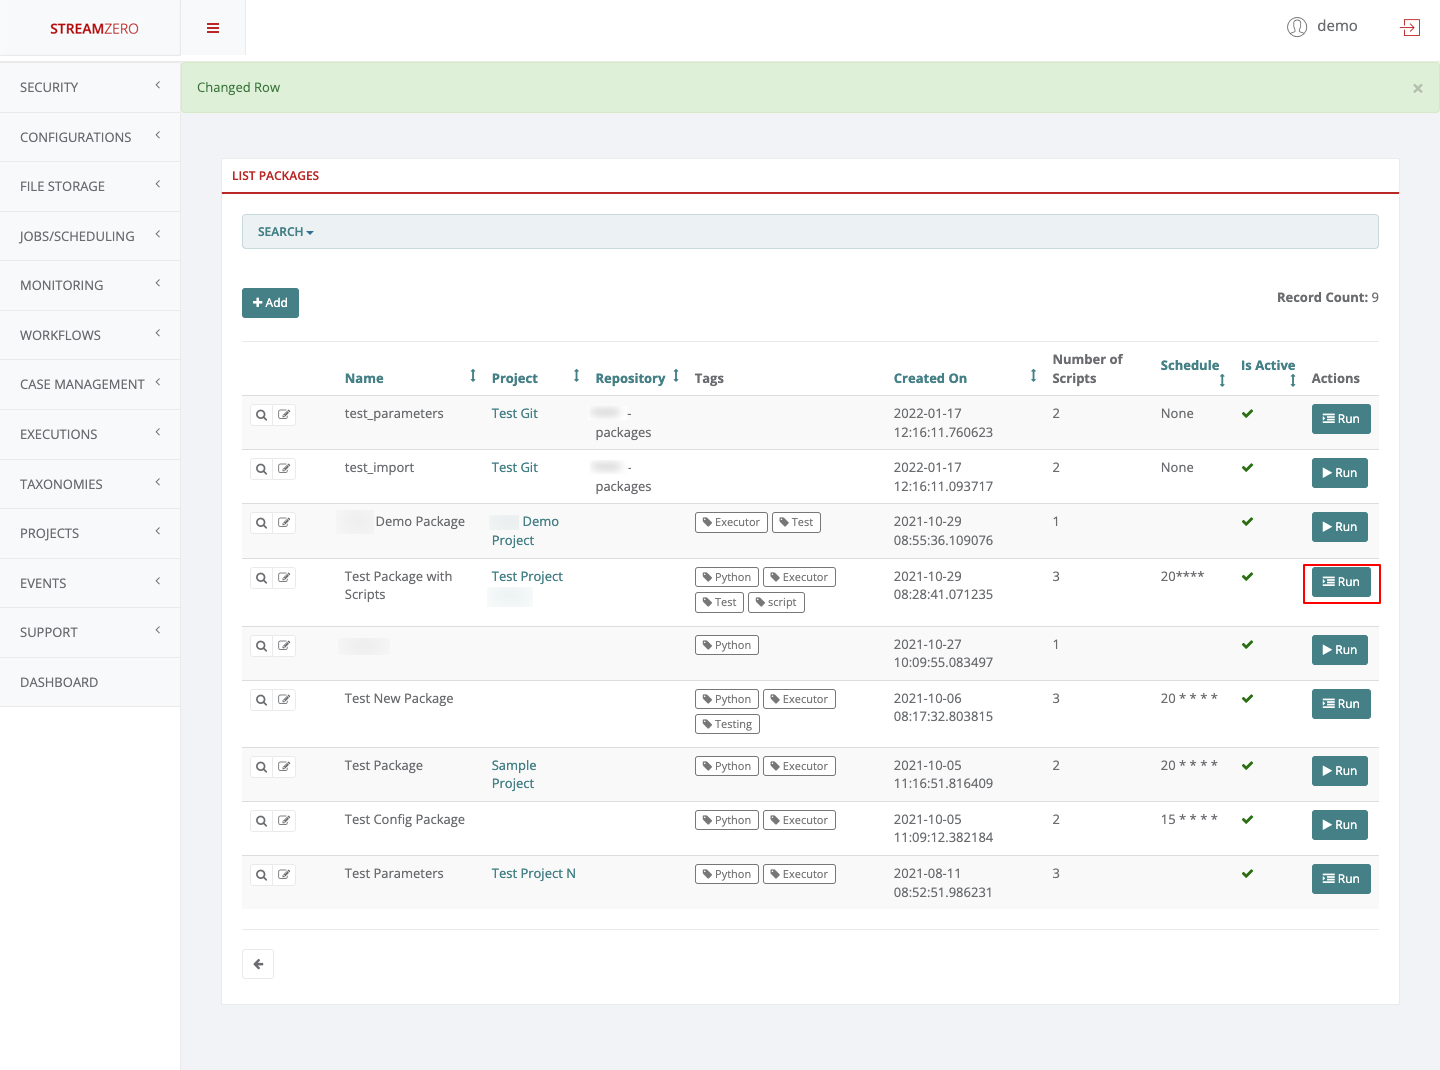 STREAMZERO
demo
SECURITY
CONFIGURATIONS
FILE STORAGE
JOBS/SCHEDULING
MONITORING
WORKFLOWS
CASE MANAGEMENT
EXECUTIONS
TAXONOMIES
PROJECTS
EVENTS
SUPPORT
DASHBOARD
Changed Row
×
LIST PACKAGES
SEARCH
Add
Record Count: 9
Name Project Repository Tags Created On Number of Scripts Schedule Is Active Actions
test_parameters Test Git - 2022-01-17 2 None Run
packages 12:16:11.760623
test_import Test Git - 2022-01-17 2 None Run
packages 12:16:11.093717
Demo Package Demo Executor Test 2021-10-29 1 Run
Project 08:55:36.109076
Test Package with Test Project Python Executor 2021-10-29 3 20**** Run
Scripts Test script 08:28:41.071235
Python 2021-10-27 1 Run
10:09:55.083497
Test New Package Python Executor 2021-10-06 3 20 * * * * Run
Testing 08:17:32.803815
Test Package Sample Python Executor 2021-10-05 2 20 * * * * Run
Project 11:16:51.816409
Test Config Package Python Executor 2021-10-05 2 15 * * * * Run
11:09:12.382184
Test Parameters Test Project N Python Executor 2021-08-11 3 Run
08:52:51.986231